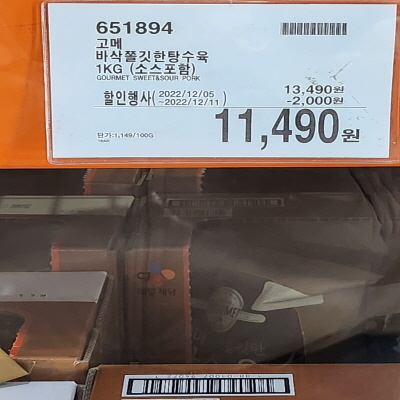 651894
고메
바삭쫄깃한탕수육
1KG (소스포함)
GOURMET SWEET&SOUR PORK
할인행사( 2022/12/05 ~2022/12/11 )
13,490원
-2,000원
11,490원
단가:1,149/100G